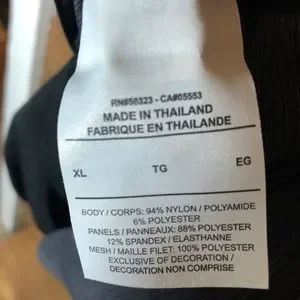 RN#56323 - CA#05553
MADE IN THAILAND
FABRIQUE EN THAILANDE
XL TG EG
BODY / CORPS: 94% NYLON / POLYAMIDE
6% POLYESTER
PANELS / PANNEAUX: 88% POLYESTER
12% SPANDEX / ELASTHANNE
MESH / MAILLE FILET: 100% POLYESTER
EXCLUSIVE OF DECORATION /
DECORATION NON COMPRISE